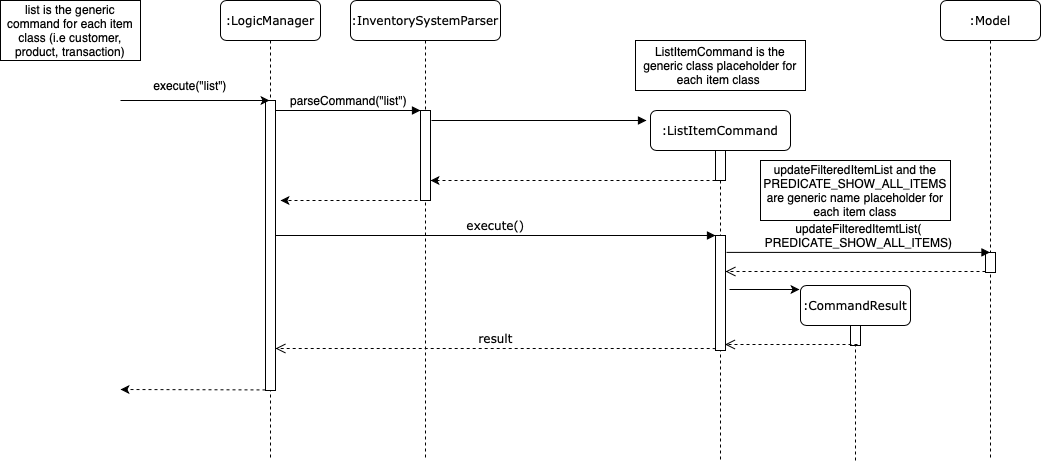 list is the generic
command for each item
class (i.e customer,
product, transaction)
:LogicManager
:InventorySystemParser
:Model
ListItemCommand is the
generic class placeholder for
each item class
execute("list")
parseCommand("list")
:ListItemCommand
updateFilteredItemList and the
PREDICATE_SHOW_ALL_ITEMS
are generic name placeholder for
each item class
execute()
updateFilteredItemtList(
PREDICATE_SHOW_ALL_ITEMS)
:CommandResult
result